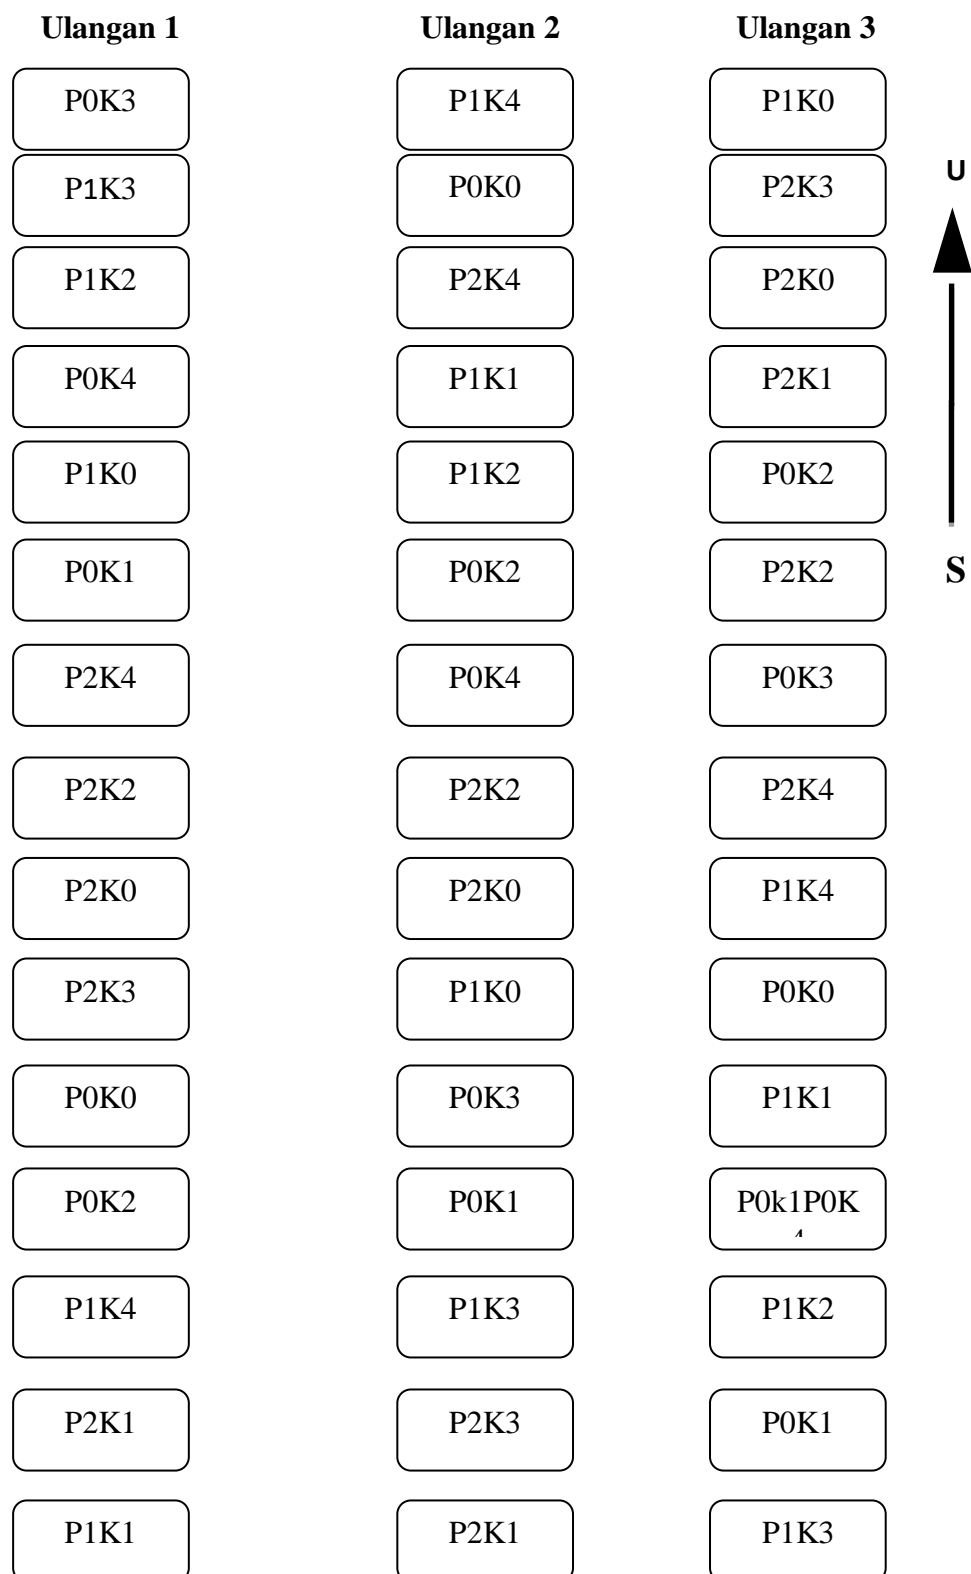 Ulangan 1 Ulangan 2 Ulangan 3
P0K3 P1K4 P1K0
U
P1K3 P0K0 P2K3
P1K2 P2K4 P2K0
P0K4 P1K1 P2K1
P1K0 P1K2 P0K2
P0K1 P0K2 P2K2
S
P2K4 P0K4 P0K3
P2K2 P2K2 P2K4
P2K0 P2K0 P1K4
P2K3 P1K0 P0K0
P0K0 P0K3 P1K1
P0K2 P0K1 P0k1P0K
4
P1K4 P1K3 P1K2
P2K1 P2K3 P0K1
P1K1 P2K1 P1K3